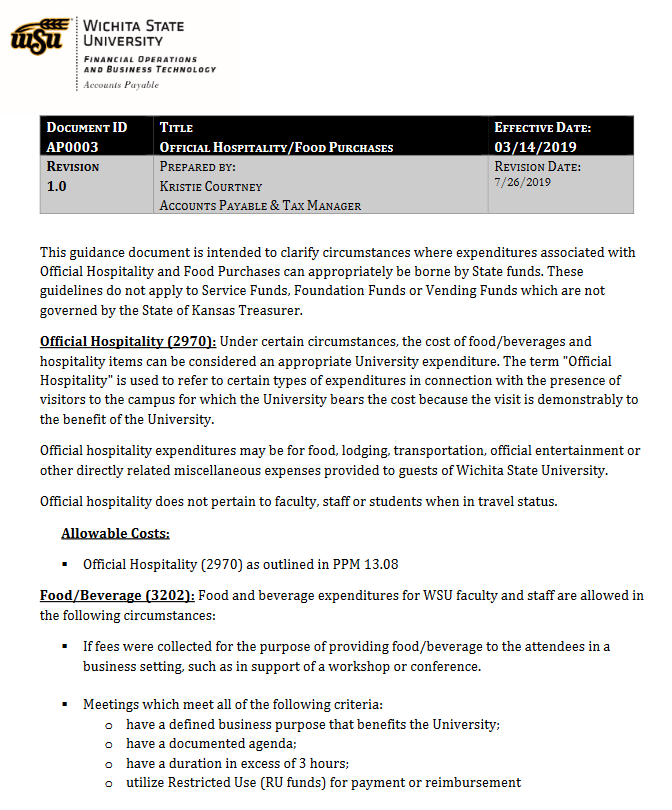 wsu
WICHITA STATE
UNIVERSITY
FINANCIAL OPERATIONS
AND BUSINESS TECHNOLOGY
Accounts Payable
DOCUMENT ID TITLE EFFECTIVE DATE:
AP0003 OFFICIAL HOSPITALITY/FOOD PURCHASES 03/14/2019
REVISION PREPARED BY: REVISION DATE:
1.0 KRISTIE COURTNEY 7/26/2019
ACCOUNTS PAYABLE & TAX MANAGER
This guidance document is intended to clarify circumstances where expenditures associated with
Official Hospitality and Food Purchases can appropriately be borne by State funds. These
guidelines do not apply to Service Funds, Foundation Funds or Vending Funds which are not
governed by the State of Kansas Treasurer.
Official Hospitality (2970): Under certain circumstances, the cost of food/beverages and
hospitality items can be considered an appropriate University expenditure. The term "Official
Hospitality" is used to refer to certain types of expenditures in connection with the presence of
visitors to the campus for which the University bears the cost because the visit is demonstrably to
the benefit of the University.
Official hospitality expenditures may be for food, lodging, transportation, official entertainment or
other directly related miscellaneous expenses provided to guests of Wichita State University.
Official hospitality does not pertain to faculty, staff or students when in travel status.
Allowable Costs:
▪ Official Hospitality (2970) as outlined in PPM 13.08
Food/Beverage (3202): Food and beverage expenditures for WSU faculty and staff are allowed in
the following circumstances:
▪ If fees were collected for the purpose of providing food/beverage to the attendees in a
business setting, such as in support of a workshop or conference.
▪ Meetings which meet all of the following criteria:
o have a defined business purpose that benefits the University;
o have a documented agenda;
o have a duration in excess of 3 hours;
o utilize Restricted Use (RU funds) for payment or reimbursement